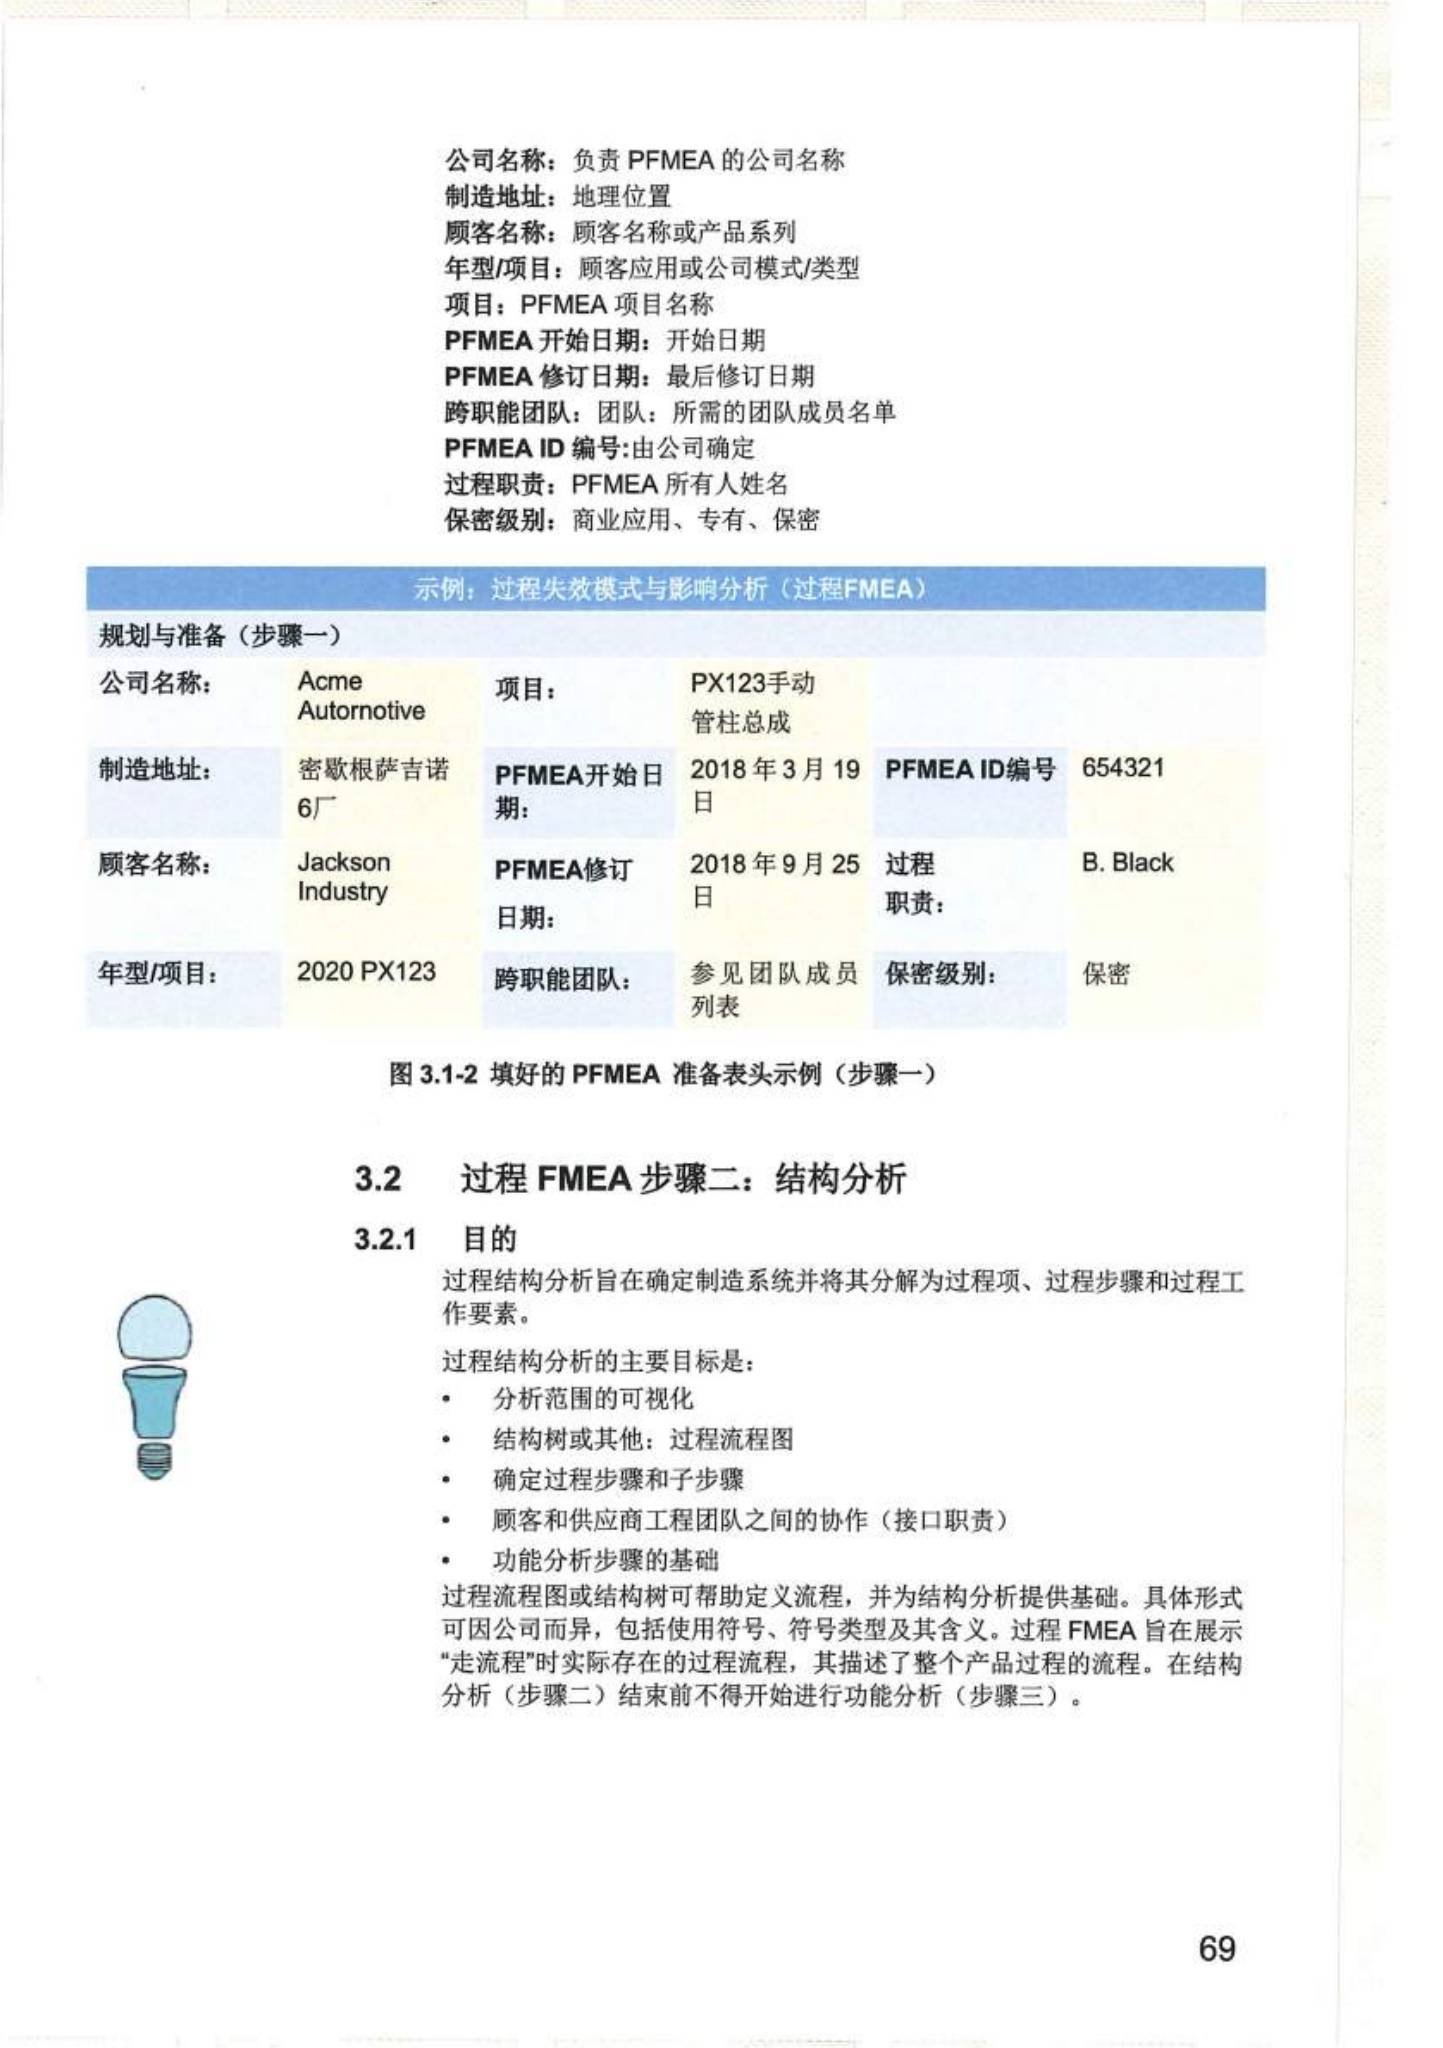 公司名称：负责 PFMEA 的公司名称
制造地址：地理位置
顾客名称：顾客名称或产品系列
年型/项目：顾客应用或公司模式/类型
项目：PFMEA 项目名称
PFMEA 开始日期：开始日期
PFMEA 修订日期：最后修订日期
跨职能团队：团队：所需的团队成员名单
PFMEA ID 编号:由公司确定
过程职责：PFMEA 所有人姓名
保密级别：商业应用、专有、保密
示例：过程失效模式与影响分析（过程FMEA）
规划与准备（步骤一）
公司名称： Acme 项目： PX123手动
Autornotive 管柱总成
制造地址： 密歇根萨吉诺 PFMEA开始日 2018 年 3 月 19 PFMEA ID编号 654321
6厂 期： 日
顾客名称： Jackson PFMEA修订 2018 年 9 月 25 过程 B. Black
Industry 日期： 日 职责：
年型/项目： 2020 PX123 跨职能团队： 参见团队成员 保密级别： 保密
列表
图 3.1-2 填好的 PFMEA 准备表头示例（步骤一）
3.2 过程 FMEA 步骤二：结构分析
3.2.1 目的
过程结构分析旨在确定制造系统并将其分解为过程项、过程步骤和过程工
作要素。
过程结构分析的主要目标是：
• 分析范围的可视化
• 结构树或其他：过程流程图
• 确定过程步骤和子步骤
• 顾客和供应商工程团队之间的协作（接口职责）
• 功能分析步骤的基础
过程流程图或结构树可帮助定义流程，并为结构分析提供基础。具体形式
可因公司而异，包括使用符号、符号类型及其含义。过程 FMEA 旨在展示
“走流程”时实际存在的过程流程，其描述了整个产品过程的流程。在结构
分析（步骤二）结束前不得开始进行功能分析（步骤三）。
69